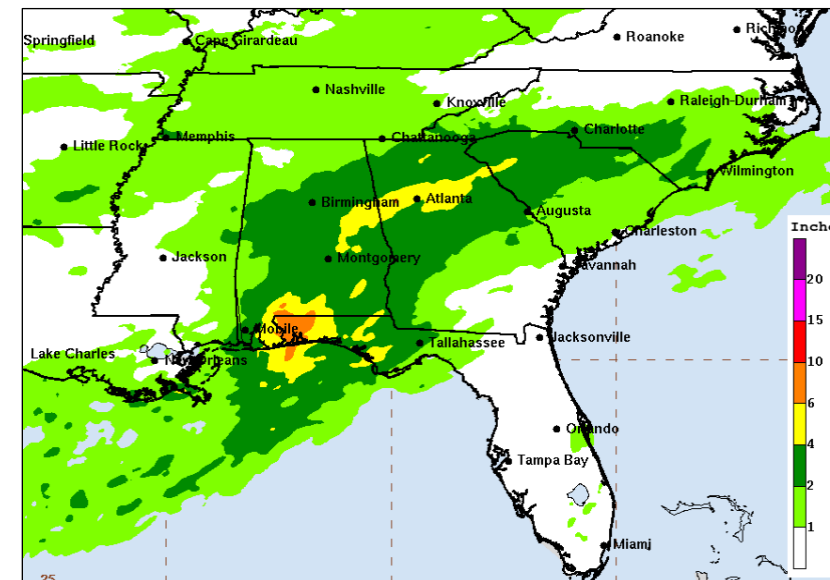 Springfield
Cape Girardeau
Roanoke
Nashville
Knoxville
Raleigh-Durham
Little Rock
Memphis
Chattanooga
Charlotte
Wilmington
Birmingham
Atlanta
Augusta
Charleston
Jackson
Montgomery
Savannah
Mobile
Tallahassee
Jacksonville
Lake Charles
New Orleans
Orlando
Tampa Bay
Miami
25
Inche
20
15
10
6
4
2
1